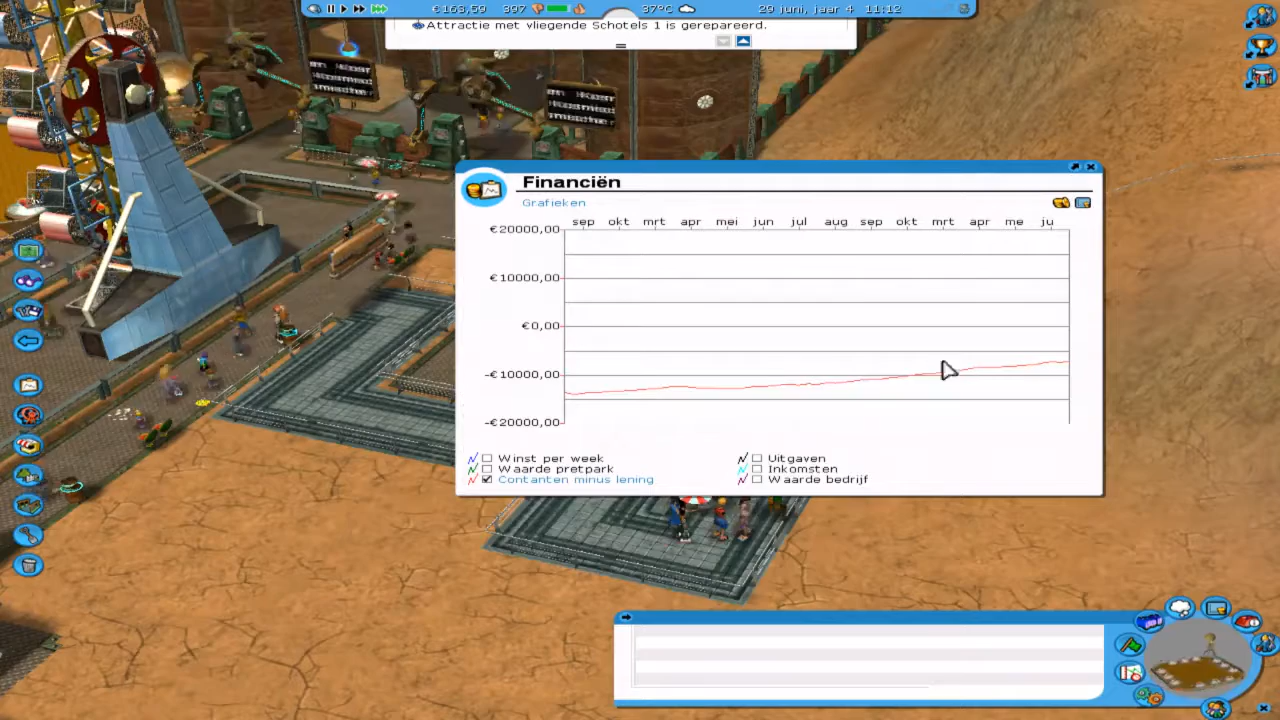 €163,59 397 37°C 29 juni, jaar 4 11:12
Attractie met vliegende Schotels 1 is gerepareerd.
Financiën
Grafieken
sep okt mrt apr mei jun jul aug sep okt mrt apr me ju
€20000,00
€10000,00
€0,00
-€10000,00
-€20000,00
Winst per week
Waarde pretpark
Contanten minus lening
Uitgaven
Inkomsten
Waarde bedrijf